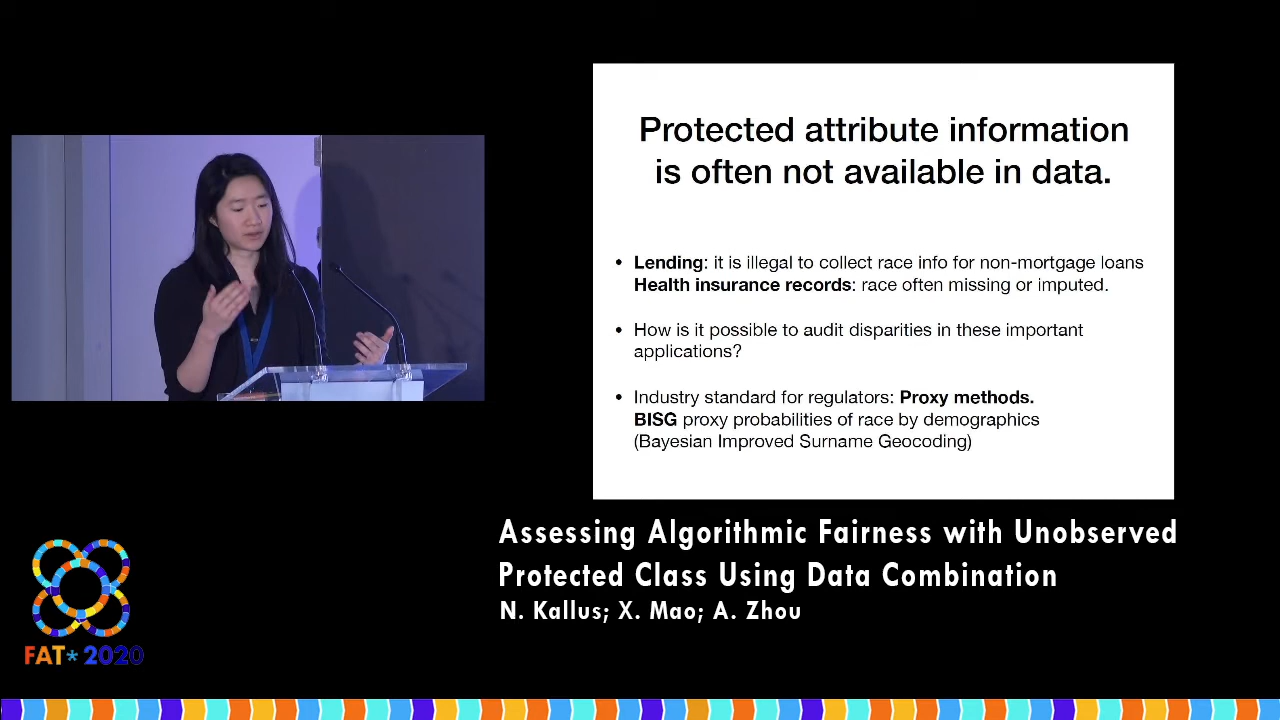 Protected attribute information
is often not available in data.
• Lending: it is illegal to collect race info for non-mortgage loans
Health insurance records: race often missing or imputed.
• How is it possible to audit disparities in these important
applications?
• Industry standard for regulators: Proxy methods.
BISG proxy probabilities of race by demographics
(Bayesian Improved Surname Geocoding)
Assessing Algorithmic Fairness with Unobserved
Protected Class Using Data Combination
N. Kallus; X. Mao; A. Zhou
FAT* 2020